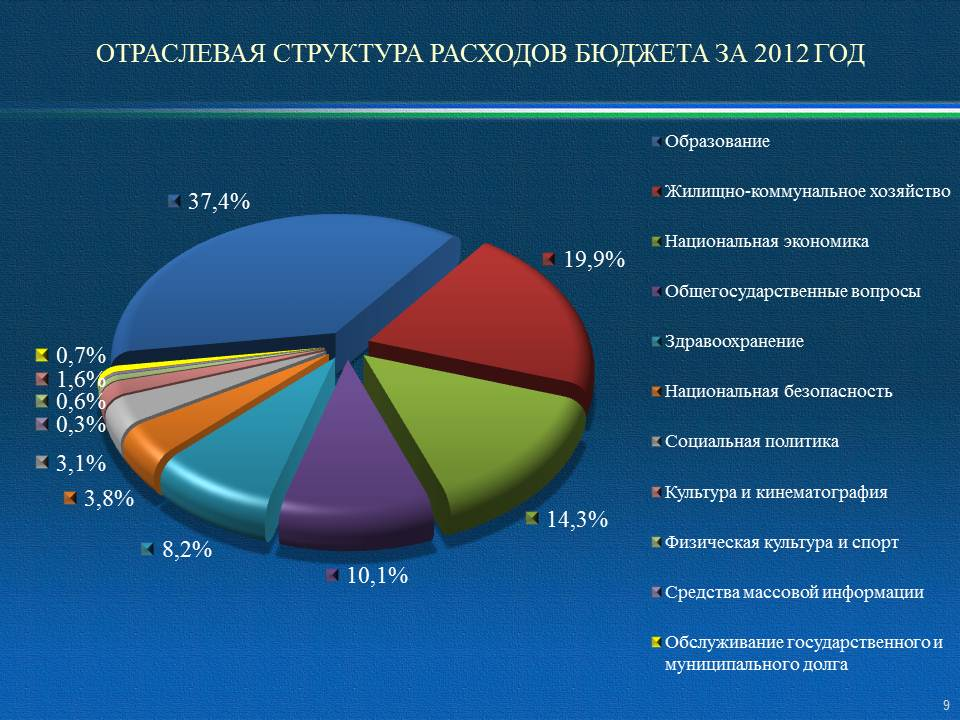 ОТРАСЛЕВАЯ СТРУКТУРА РАСХОДОВ БЮДЖЕТА ЗА 2012 ГОД
37,4%
19,9%
14,3%
10,1%
8,2%
3,8%
3,1%
0,3%
0,6%
1,6%
0,7%
Образование
Жилищно-коммунальное хозяйство
Национальная экономика
Общегосударственные вопросы
Здравоохранение
Национальная безопасность
Социальная политика
Культура и кинематография
Физическая культура и спорт
Средства массовой информации
Обслуживание государственного и
муниципального долга
9